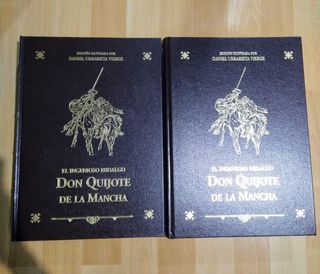 EDICIÓN ILUSTRADA POR
DANIEL URRABIETA VIERGE
EL INGENIOSO HIDALGO
DON QUIJOTE
DE LA MANCHA
EDICIÓN ILUSTRADA POR
DANIEL URRABIETA VIERGE
EL INGENIOSO HIDALGO
DON QUIJOTE
DE LA MANCHA